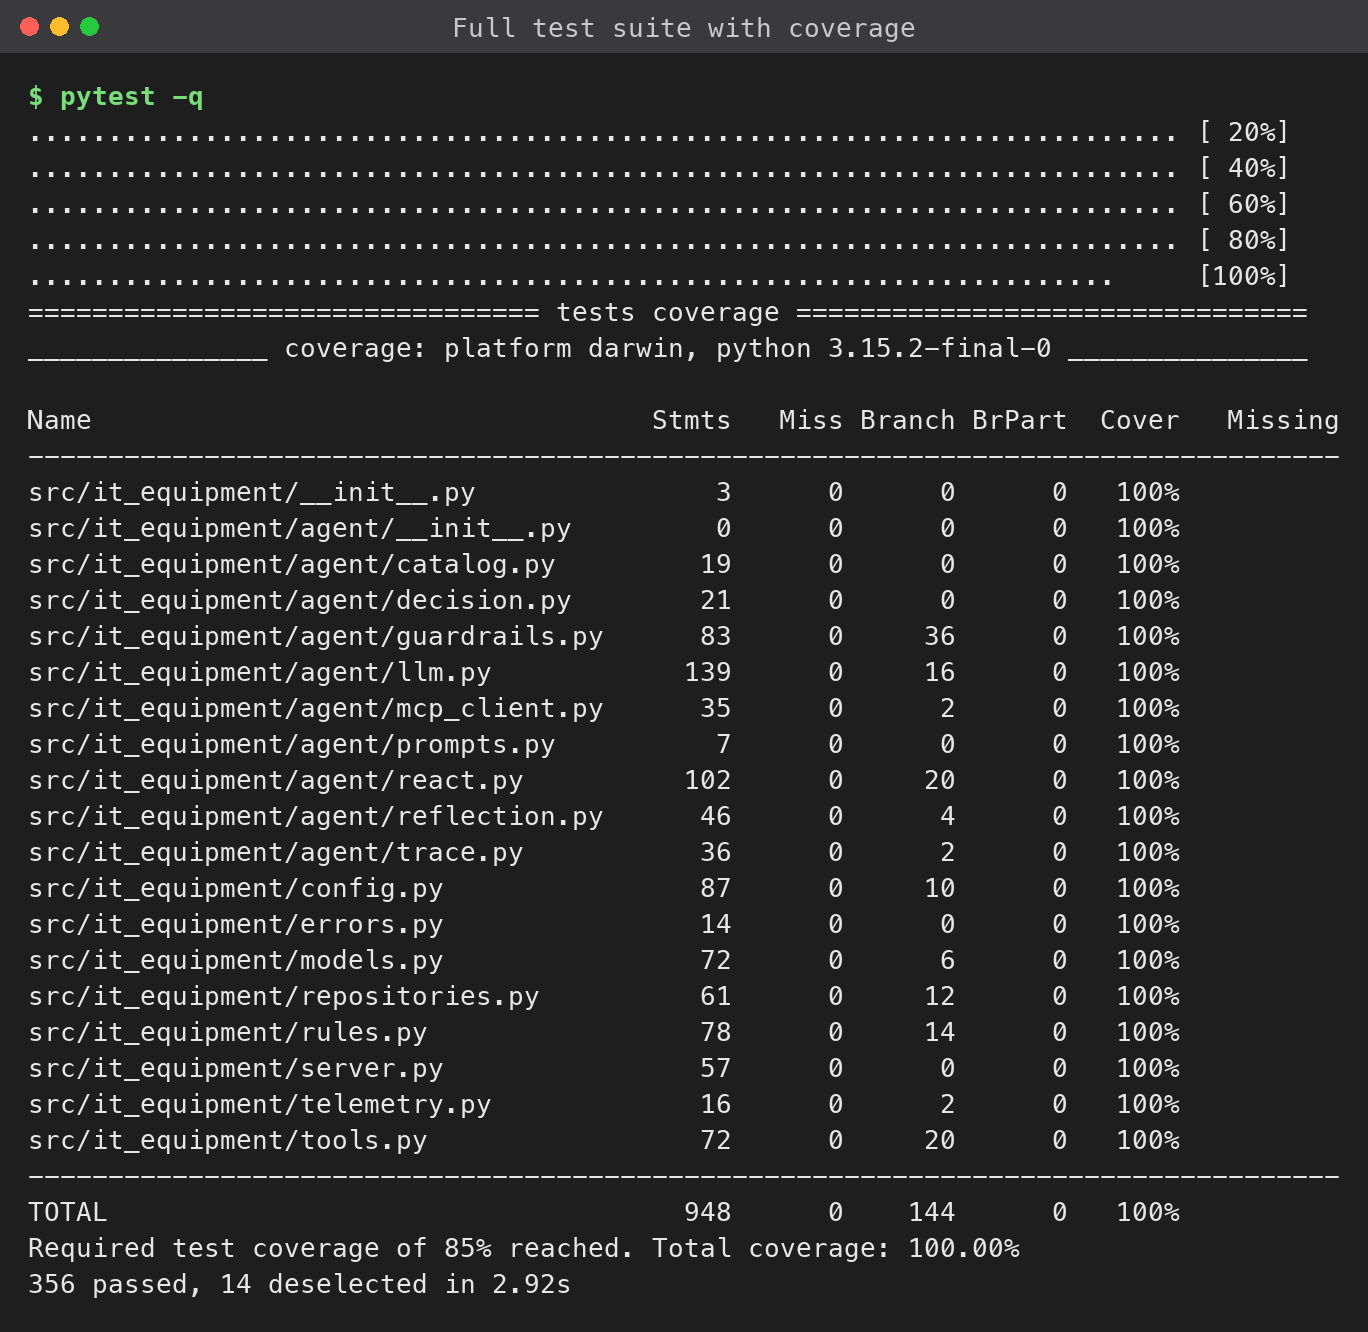 Full test suite with coverage
$ pytest -q
........................................................................ [ 20%]
........................................................................ [ 40%]
........................................................................ [ 60%]
........................................................................ [ 80%]
....................................................................     [100%]
================================ tests coverage ================================
_______________ coverage: platform darwin, python 3.15.2-final-0 _______________
Name                                   Stmts   Miss Branch BrPart  Cover   Missing
----------------------------------------------------------------------------------
src/it_equipment/__init__.py               3      0      0      0   100%
src/it_equipment/agent/__init__.py         0      0      0      0   100%
src/it_equipment/agent/catalog.py         19      0      0      0   100%
src/it_equipment/agent/decision.py        21      0      0      0   100%
src/it_equipment/agent/guardrails.py      83      0     36      0   100%
src/it_equipment/agent/llm.py            139      0     16      0   100%
src/it_equipment/agent/mcp_client.py      35      0      2      0   100%
src/it_equipment/agent/prompts.py          7      0      0      0   100%
src/it_equipment/agent/react.py          102      0     20      0   100%
src/it_equipment/agent/reflection.py      46      0      4      0   100%
src/it_equipment/agent/trace.py           36      0      2      0   100%
src/it_equipment/config.py                87      0     10      0   100%
src/it_equipment/errors.py                14      0      0      0   100%
src/it_equipment/models.py                72      0      6      0   100%
src/it_equipment/repositories.py          61      0     12      0   100%
src/it_equipment/rules.py                 78      0     14      0   100%
src/it_equipment/server.py                57      0      0      0   100%
src/it_equipment/telemetry.py             16      0      2      0   100%
src/it_equipment/tools.py                 72      0     20      0   100%
----------------------------------------------------------------------------------
TOTAL                                    948      0    144      0   100%
Required test coverage of 85% reached. Total coverage: 100.00%
356 passed, 14 deselected in 2.92s